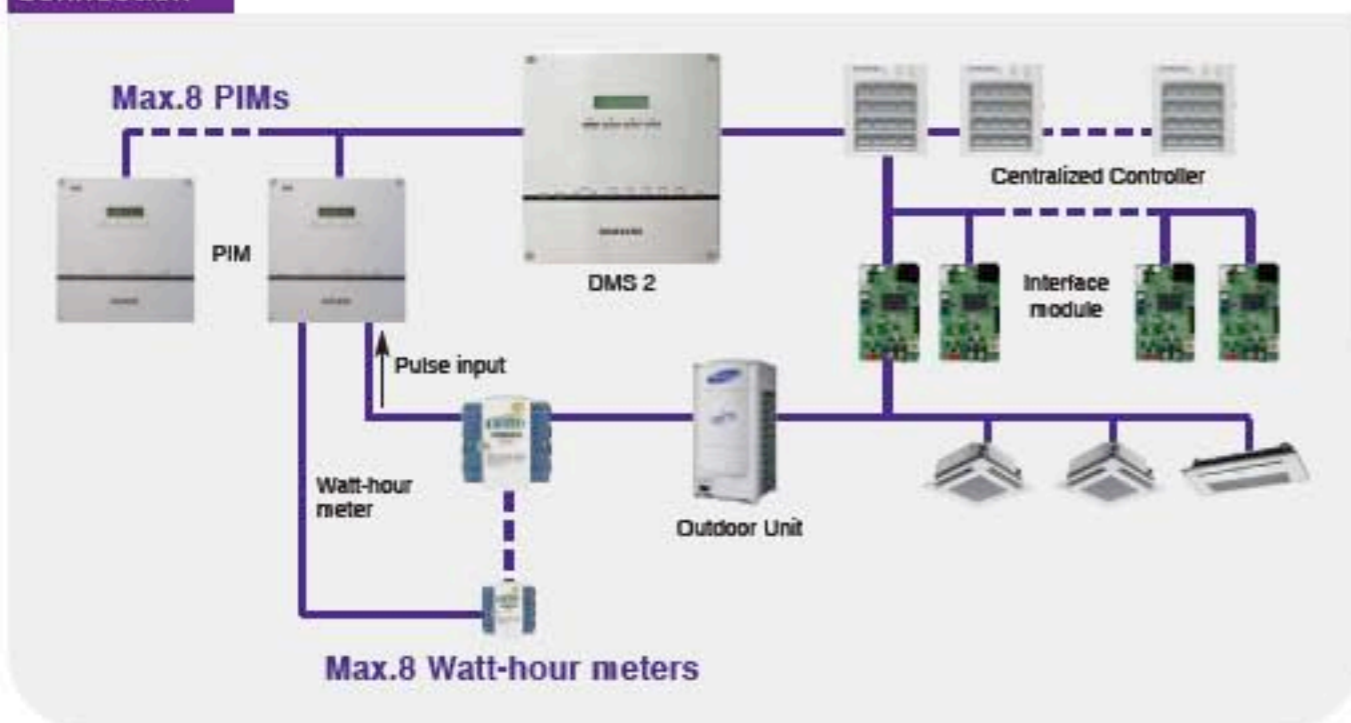 Max.8 PIMs
Centralized Controller
PIM
DMS 2
Interface
module
Pulse input
Watt-hour
meter
Outdoor Unit
Max.8 Watt-hour meters